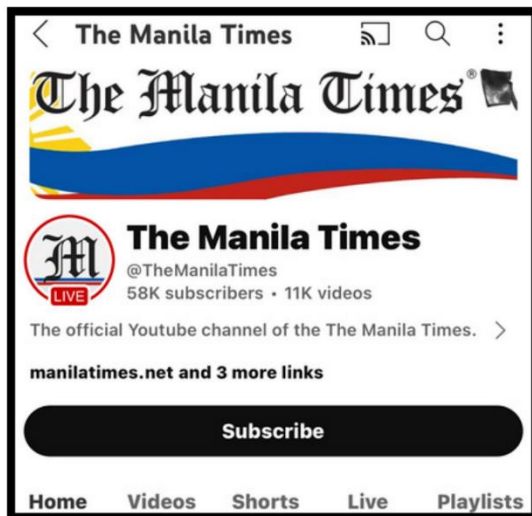 The Manila Times
The Manila Times®
M
LIVE
The Manila Times
@TheManilaTimes
58K subscribers • 11K videos
The official Youtube channel of the The Manila Times.
manilatimes.net and 3 more links
Subscribe
Home Videos Shorts Live Playlists